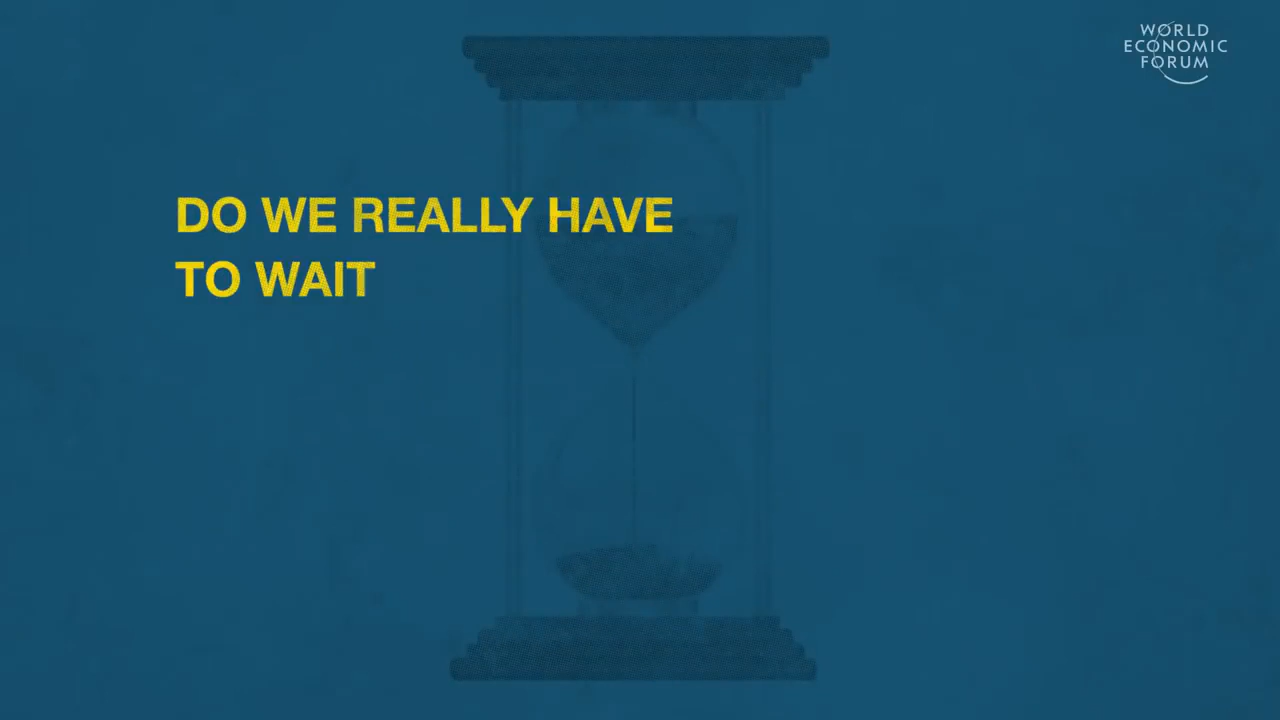 WORLD
ECONOMIC
FORUM
DO WE REALLY HAVE
TO WAIT